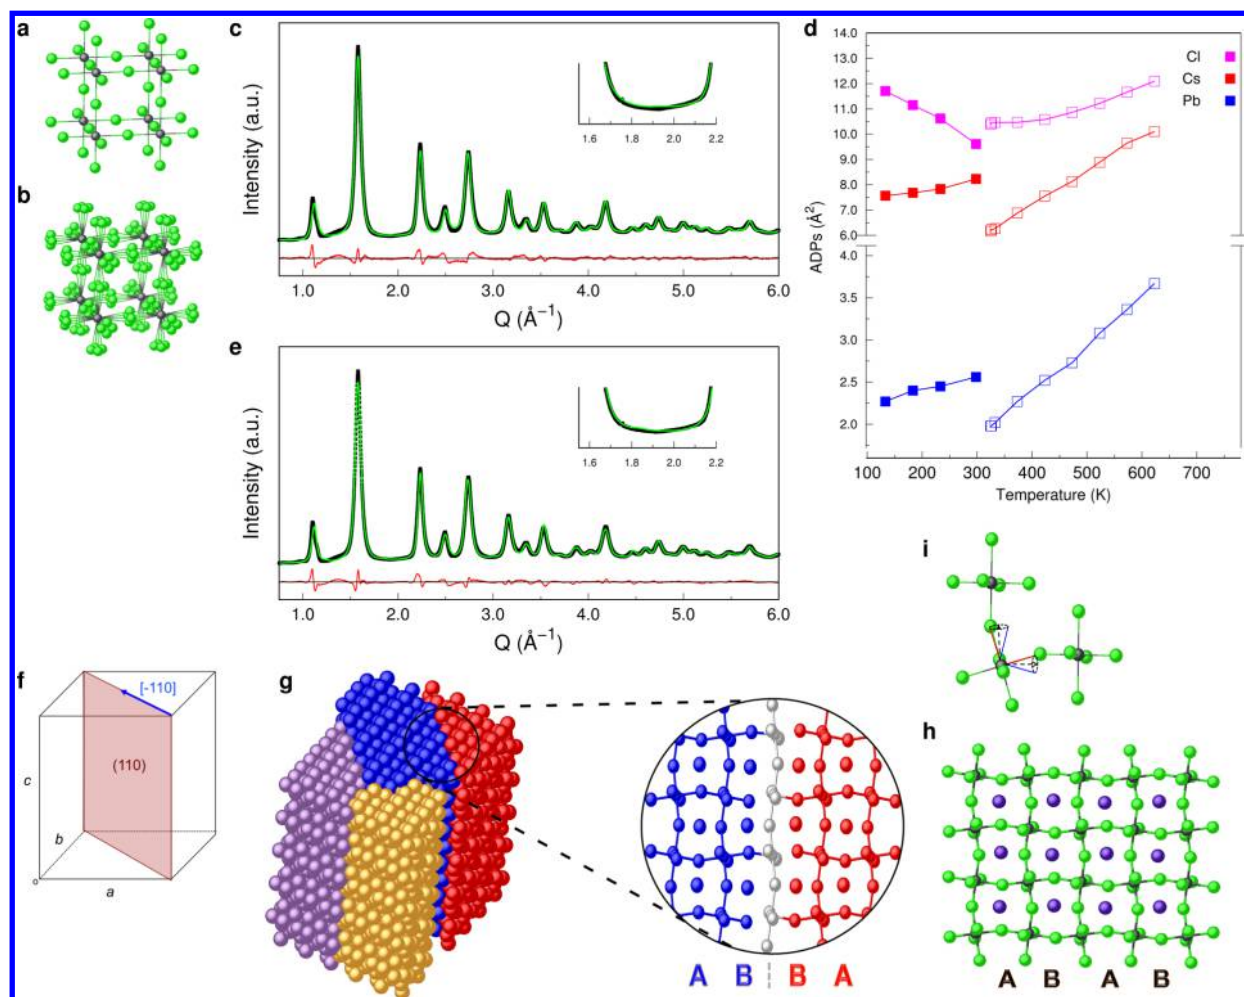 a
b
c
Intensity (a.u.)
1.6 1.8 2.0 2.2
1.0 2.0 3.0 4.0 5.0 6.0
Q (Å⁻¹)
d
14.0
13.0
12.0
11.0
10.0
9.0
8.0
7.0
6.0
4.0
3.5
3.0
2.5
2.0
ADPs (Å²)
Cl
Cs
Pb
100 200 300 400 500 600 700
Temperature (K)
e
Intensity (a.u.)
1.6 1.8 2.0 2.2
1.0 2.0 3.0 4.0 5.0 6.0
Q (Å⁻¹)
f
[-110]
(110)
c
b
o
a
g
A B B A
i
h
A B A B